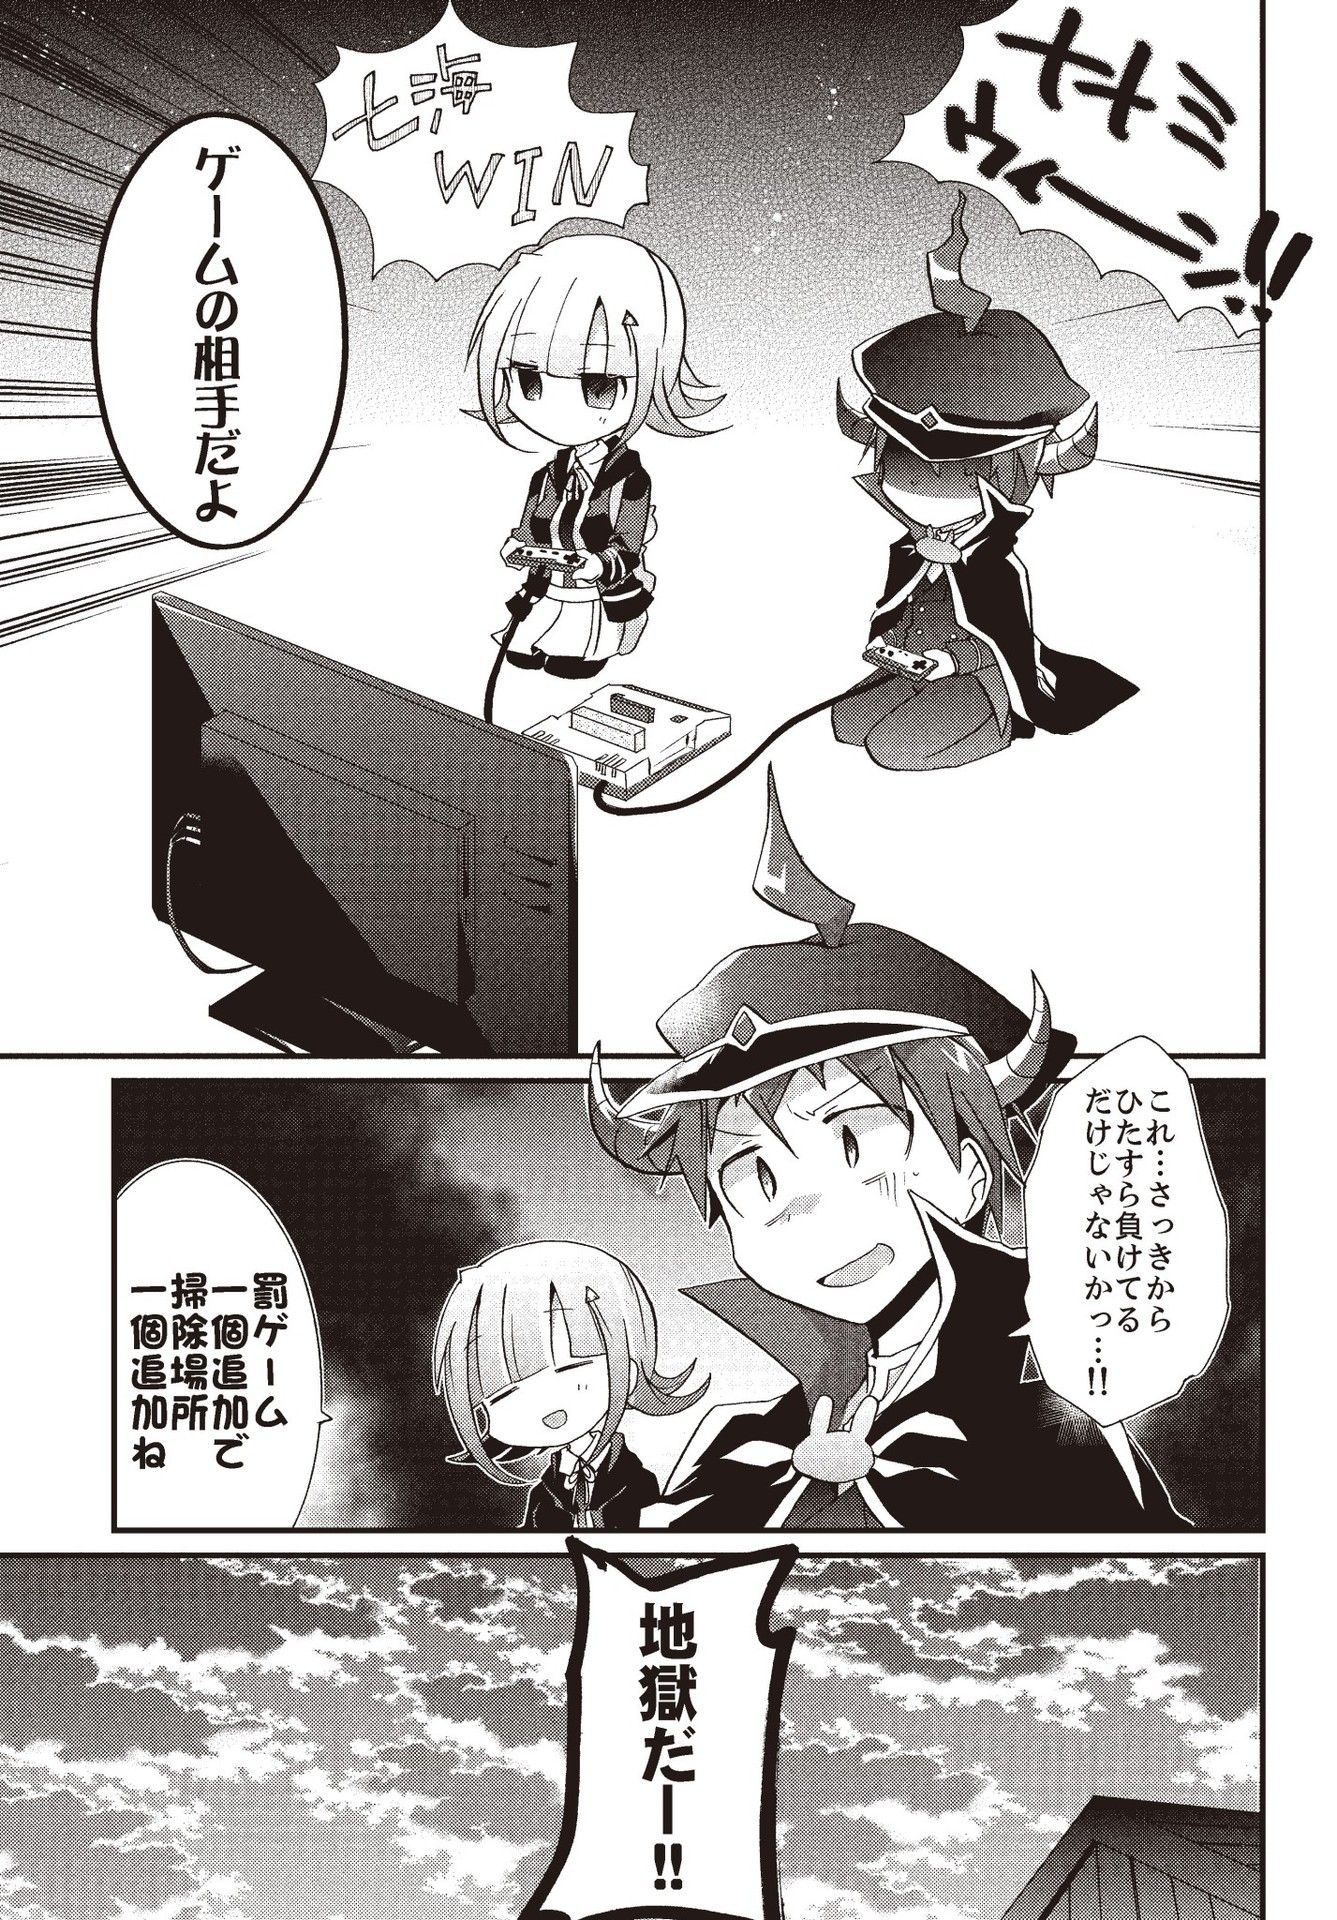 ナナミ
ウィーン!!
七海
WIN
ゲームの相手だよ
これ…さっきから
ひたすら負けてる
だけじゃないかっ…!!
罰ゲーム
一個追加で
掃除場所
一個追加ね
地獄だー!!